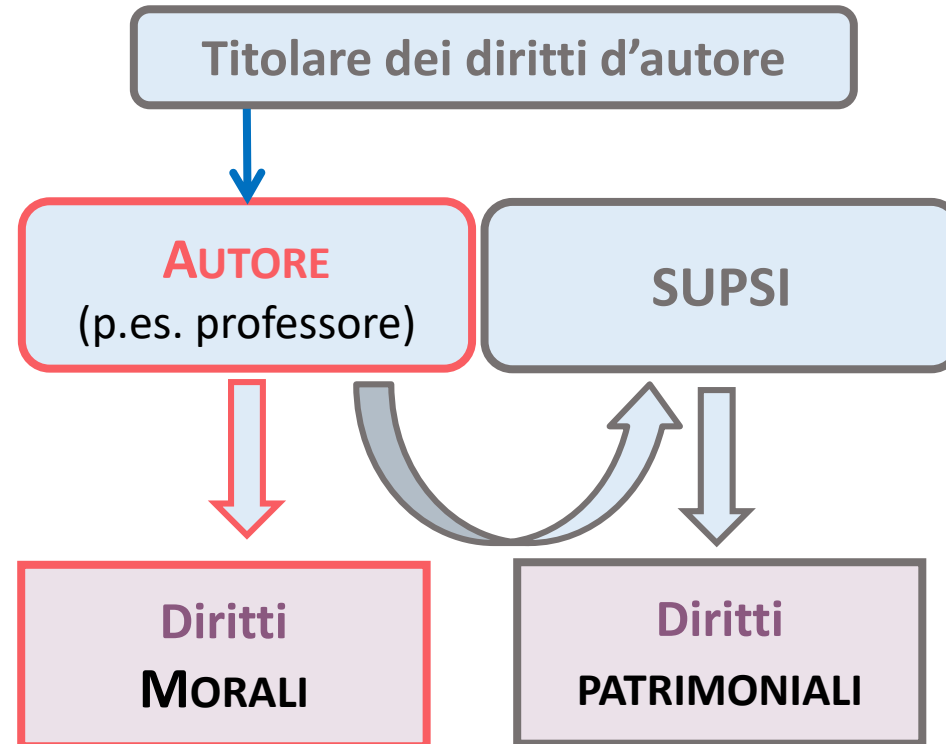 Titolare dei diritti d’autore
AUTORE
(p.es. professore)
SUPSI
Diritti
MORALI
Diritti
PATRIMONIALI